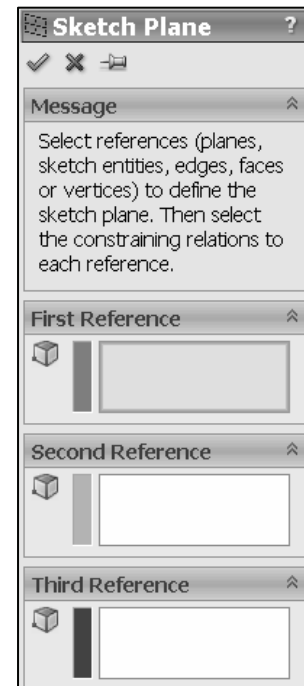 Sketch Plane ?
Message
Select references (planes,
sketch entities, edges, faces
or vertices) to define the
sketch plane. Then select
the constraining relations to
each reference.
First Reference
Second Reference
Third Reference